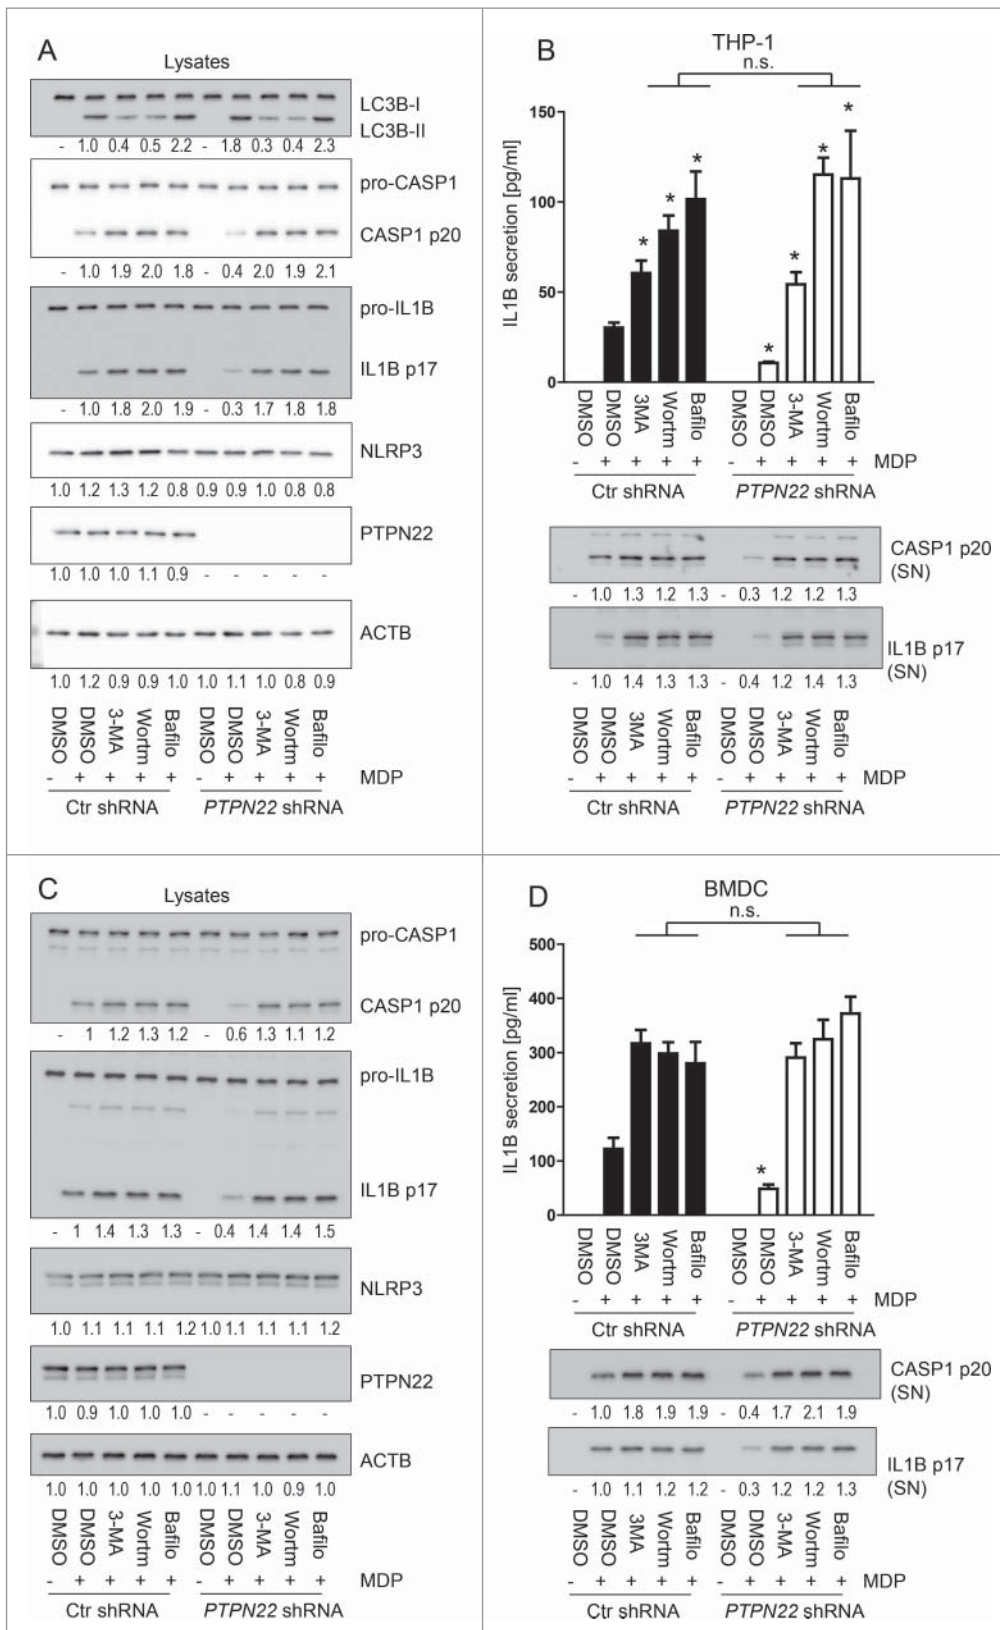 A
Lysates
LC3B-I
LC3B-II
- 1.0 0.4 0.5 2.2 - 1.8 0.3 0.4 2.3
pro-CASP1
CASP1 p20
- 1.0 1.9 2.0 1.8 - 0.4 2.0 1.9 2.1
pro-IL1B
IL1B p17
- 1.0 1.8 2.0 1.9 - 0.3 1.7 1.8 1.8
NLRP3
1.0 1.2 1.3 1.2 0.8 0.9 0.9 1.0 0.8 0.8
PTPN22
1.0 1.0 1.0 1.1 0.9 - - - - -
ACTB
1.0 1.2 0.9 0.9 1.0 1.0 1.1 1.0 0.8 0.9
DMSO DMSO 3-MA Wortm Bafilo DMSO DMSO 3-MA Wortm Bafilo
- + + + + - + + + + MDP
Ctr shRNA PTPN22 shRNA
B
THP-1
n.s.
IL1B secretion [pg/ml]
150
100
50
0
* * * * * * *
DMSO DMSO 3MA Wortm Bafilo DMSO DMSO 3-MA Wortm Bafilo
- + + + + - + + + + MDP
Ctr shRNA PTPN22 shRNA
CASP1 p20
(SN)
- 1.0 1.3 1.2 1.3 - 0.3 1.2 1.2 1.3
IL1B p17
(SN)
- 1.0 1.4 1.3 1.3 - 0.4 1.2 1.4 1.3
DMSO DMSO 3MA Wortm Bafilo DMSO DMSO 3-MA Wortm Bafilo
- + + + + - + + + + MDP
Ctr shRNA PTPN22 shRNA
C
Lysates
pro-CASP1
CASP1 p20
- 1 1.2 1.3 1.2 - 0.6 1.3 1.1 1.2
pro-IL1B
IL1B p17
- 1 1.4 1.3 1.3 - 0.4 1.4 1.4 1.5
NLRP3
1.0 1.1 1.1 1.1 1.2 1.0 1.1 1.1 1.1 1.2
PTPN22
1.0 0.9 1.0 1.0 1.0 - - - - -
ACTB
1.0 1.0 1.0 1.0 1.0 1.0 1.1 1.0 0.9 1.0
DMSO DMSO 3-MA Wortm Bafilo DMSO DMSO 3-MA Wortm Bafilo
- + + + + - + + + + MDP
Ctr shRNA PTPN22 shRNA
D
BMDC
n.s.
IL1B secretion [pg/ml]
500
400
300
200
100
0
*
DMSO DMSO 3MA Wortm Bafilo DMSO DMSO 3-MA Wortm Bafilo
- + + + + - + + + + MDP
Ctr shRNA PTPN22 shRNA
CASP1 p20
(SN)
- 1.0 1.8 1.9 1.9 - 0.4 1.7 2.1 1.9
IL1B p17
(SN)
- 1.0 1.1 1.2 1.2 - 0.3 1.2 1.2 1.3
DMSO DMSO 3-MA Wortm Bafilo DMSO DMSO 3-MA Wortm Bafilo
- + + + + - + + + + MDP
Ctr shRNA PTPN22 shRNA